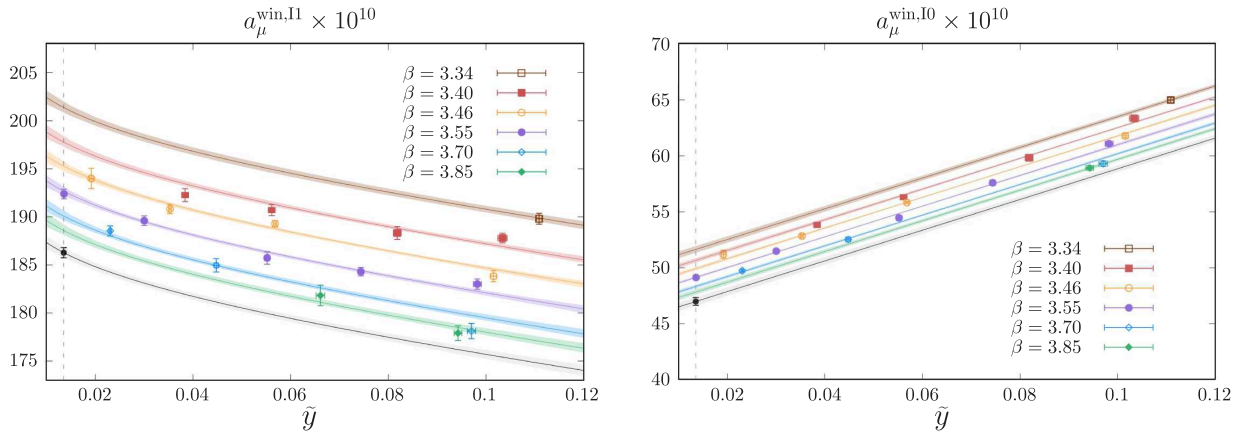 a_μ^{win,I1} × 10^{10}
205
200
195
190
185
180
175
β = 3.34
β = 3.40
β = 3.46
β = 3.55
β = 3.70
β = 3.85
0.02 0.04 0.06 0.08 0.1 0.12
ỹ
a_μ^{win,I0} × 10^{10}
70
65
60
55
50
45
40
β = 3.34
β = 3.40
β = 3.46
β = 3.55
β = 3.70
β = 3.85
0.02 0.04 0.06 0.08 0.1 0.12
ỹ